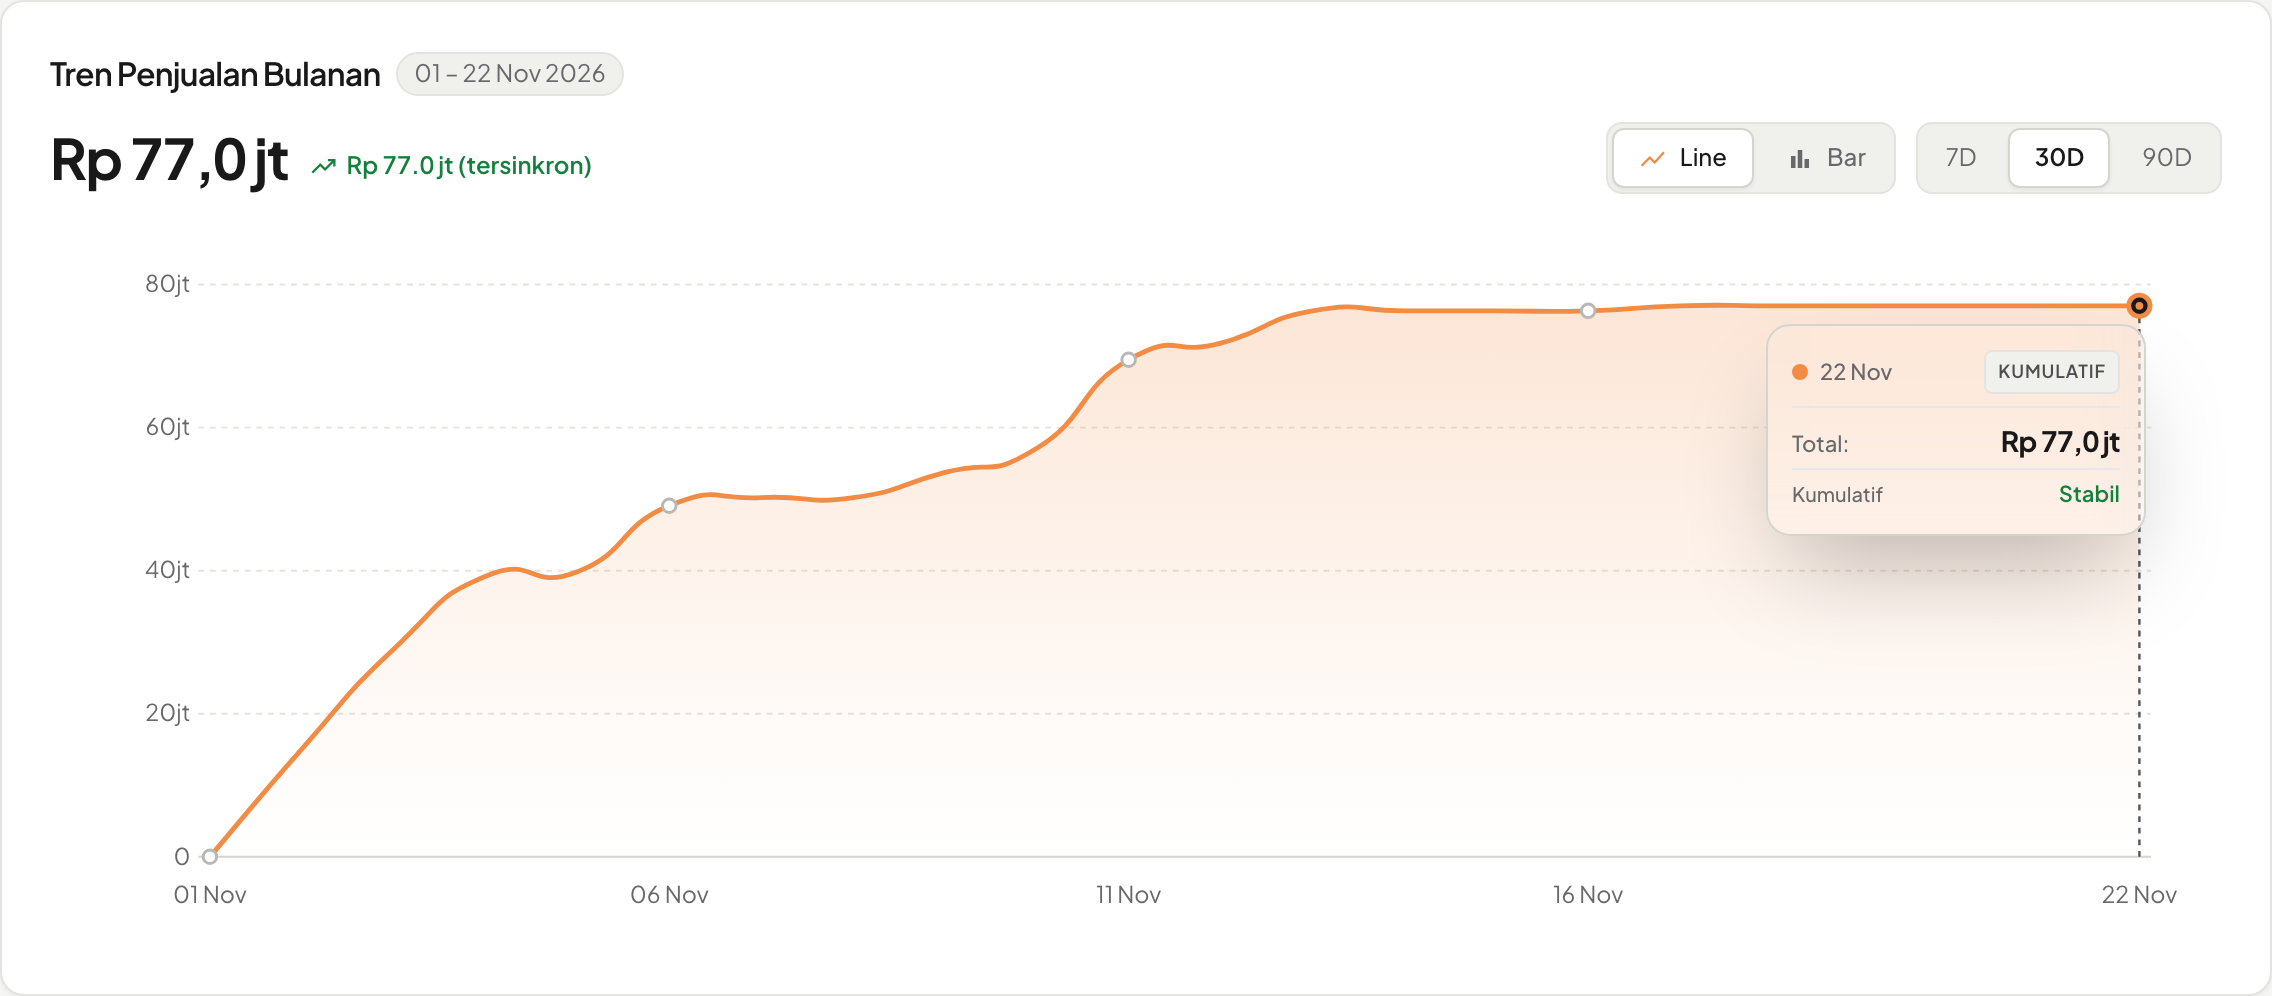 Tren Penjualan Bulanan 01 – 22 Nov 2026
Rp 77,0 jt Rp 77.0 jt (tersinkron)
Line Bar 7D 30D 90D
80jt
60jt
40jt
20jt
0
22 Nov KUMULATIF
Total: Rp 77,0 jt
Kumulatif Stabil
01 Nov 06 Nov 11 Nov 16 Nov 22 Nov